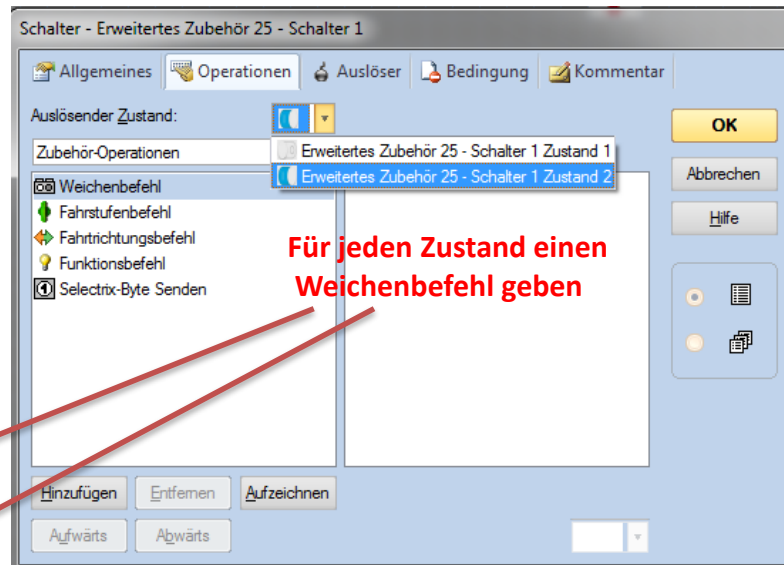 Schalter - Erweitertes Zubehör 25 - Schalter 1
Allgemeines Operationen Auslöser Bedingung Kommentar
Auslösender Zustand:
OK
Zubehör-Operationen
Erweitertes Zubehör 25 - Schalter 1 Zustand 1
Erweitertes Zubehör 25 - Schalter 1 Zustand 2
Abbrechen
Weichenbefehl
Fahrstufenbefehl
Hilfe
Fahrtrichtungsbefehl
Funktionsbefehl
Selectrix-Byte Senden
Für jeden Zustand einen
Weichenbefehl geben
Hinzufügen Entfernen Aufzeichnen
Aufwärts Abwärts